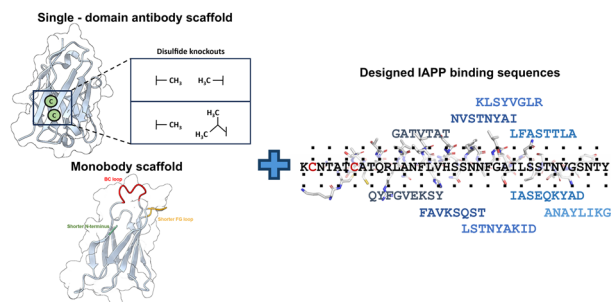 Single - domain antibody scaffold
Disulfide knockouts
C
C
CH3
H3C
CH3
H3C
CH3
Monobody scaffold
BC loop
Shorter FG loop
Shorter N-terminus
Designed IAPP binding sequences
KLSYVGLR
NVSTNYAI
GATVTAT
LFASTTLA
KCNTATCATQRLANFLVHSSNNFGAILSSTNVGSNTY
QYFGVEKSY
IASEQKYAD
FAVKSQST
ANAYLIKG
LSTNYAKID